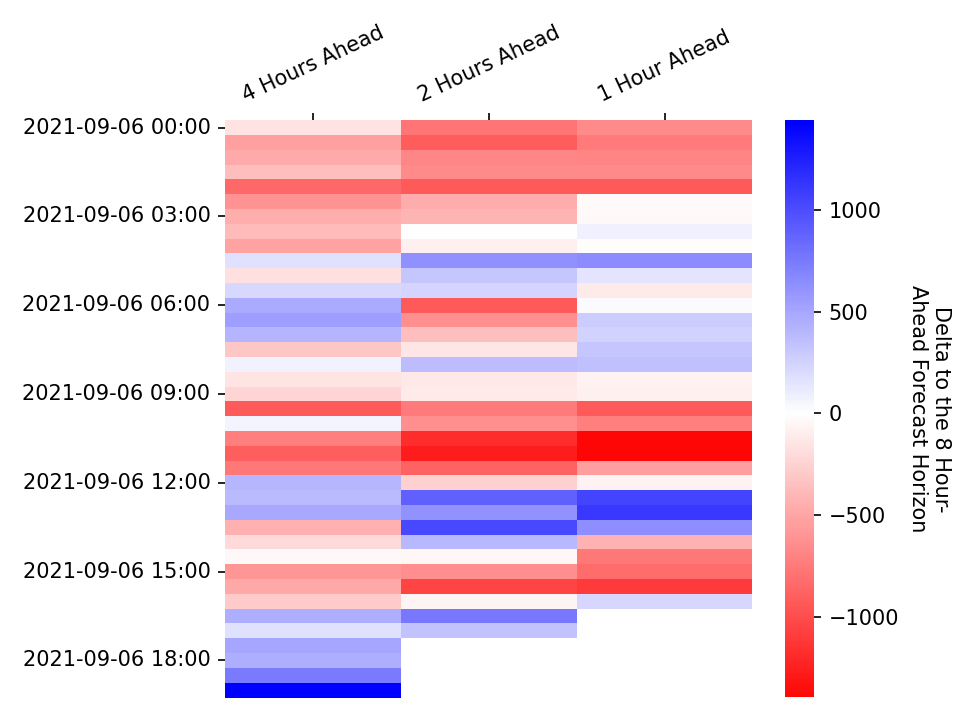 4 Hours Ahead
2 Hours Ahead
1 Hour Ahead
2021-09-06 00:00
2021-09-06 03:00
2021-09-06 06:00
2021-09-06 09:00
2021-09-06 12:00
2021-09-06 15:00
2021-09-06 18:00
1000
500
0
−500
−1000
Delta to the 8 Hour-
Ahead Forecast Horizon